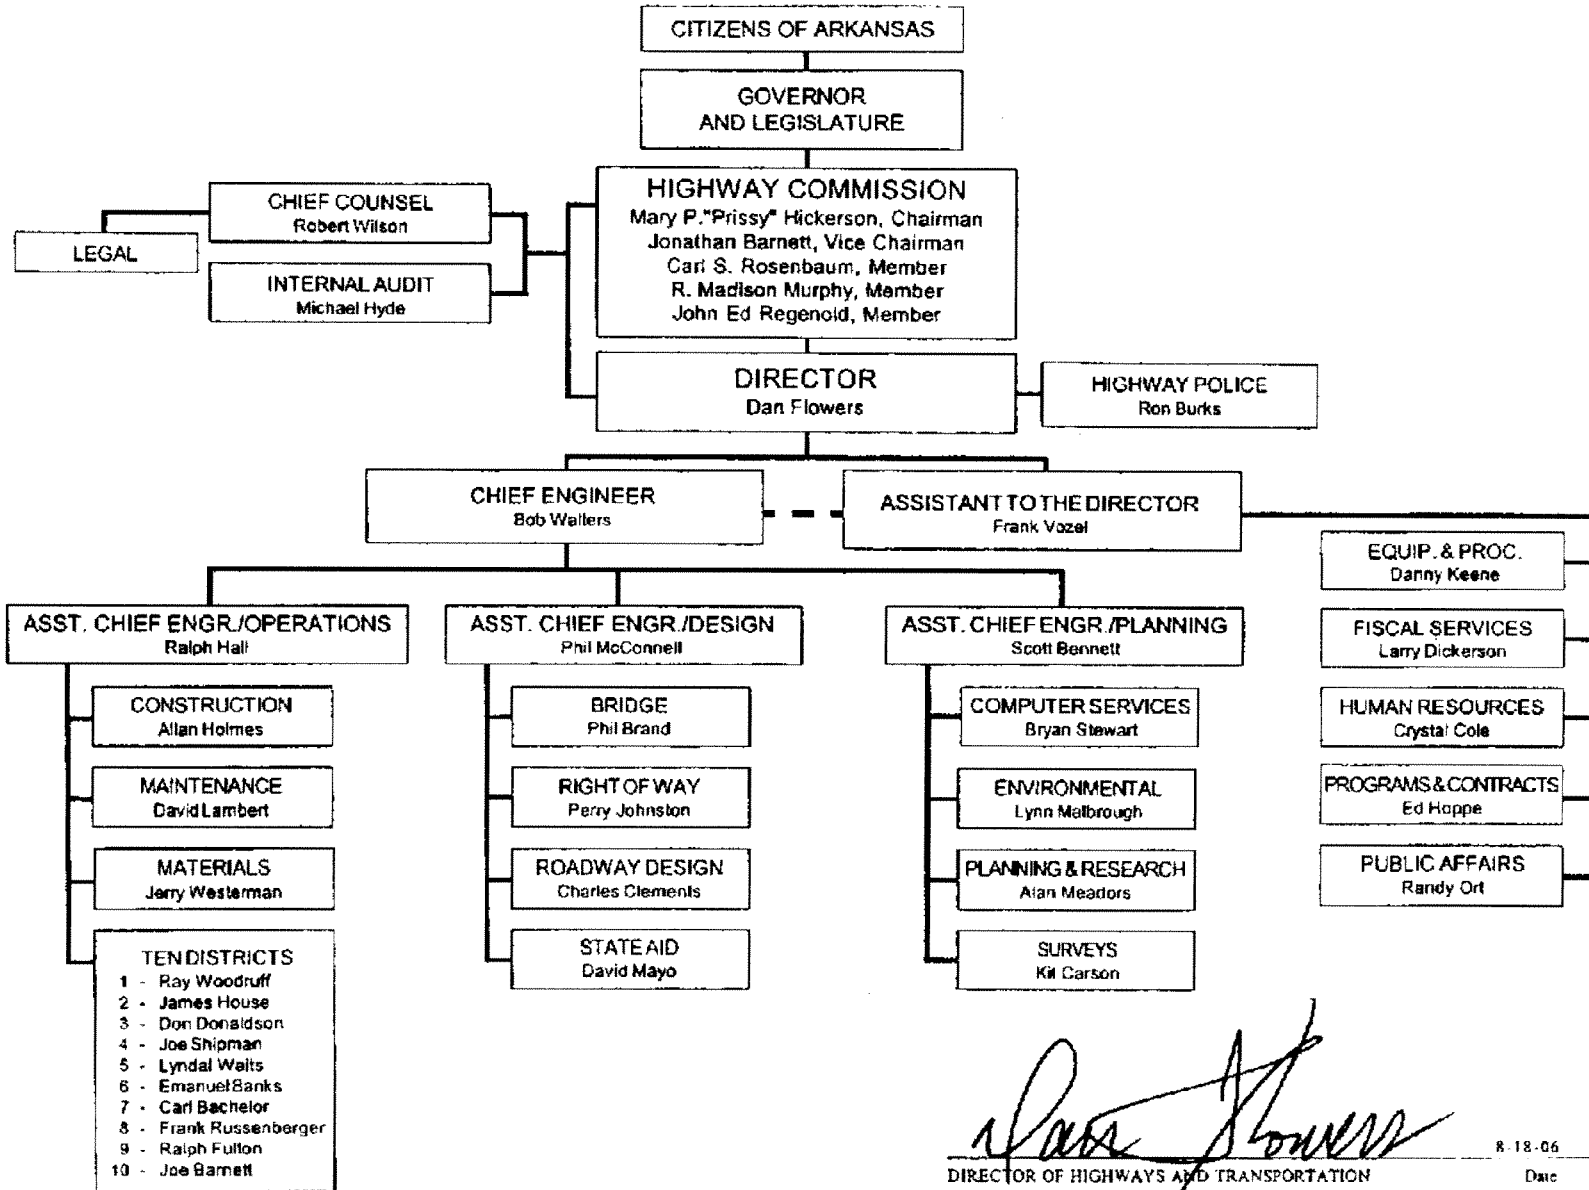 CITIZENS OF ARKANSAS
GOVERNOR
AND LEGISLATURE
HIGHWAY COMMISSION
Mary P."Prissy" Hickerson, Chairman
Jonathan Barnett, Vice Chairman
Carl S. Rosenbaum, Member
R. Madison Murphy, Member
John Ed Regenold, Member
CHIEF COUNSEL
Robert Wilson
LEGAL
INTERNAL AUDIT
Michael Hyde
DIRECTOR
Dan Flowers
HIGHWAY POLICE
Ron Burks
CHIEF ENGINEER
Bob Walters
ASSISTANT TO THE DIRECTOR
Frank Vozel
EQUIP. & PROC.
Danny Keene
FISCAL SERVICES
Larry Dickerson
HUMAN RESOURCES
Crystal Cole
PROGRAMS & CONTRACTS
Ed Hoppe
PUBLIC AFFAIRS
Randy Ort
ASST. CHIEF ENGR./OPERATIONS
Ralph Hall
CONSTRUCTION
Allan Holmes
MAINTENANCE
David Lambert
MATERIALS
Jerry Westerman
TEN DISTRICTS
1 - Ray Woodruff
2 - James House
3 - Don Donaldson
4 - Joe Shipman
5 - Lyndal Waits
6 - Emanuel Banks
7 - Carl Bachelor
8 - Frank Russenberger
9 - Ralph Fulton
10 - Joe Barnett
ASST. CHIEF ENGR./DESIGN
Phil McConnell
BRIDGE
Phil Brand
RIGHT OF WAY
Perry Johnston
ROADWAY DESIGN
Charles Clements
STATE AID
David Mayo
ASST. CHIEF ENGR./PLANNING
Scott Bennett
COMPUTER SERVICES
Bryan Stewart
ENVIRONMENTAL
Lynn Malbrough
PLANNING & RESEARCH
Alan Meadors
SURVEYS
Kit Carson
Dan Flowers
8-18-06
DIRECTOR OF HIGHWAYS AND TRANSPORTATION
Date